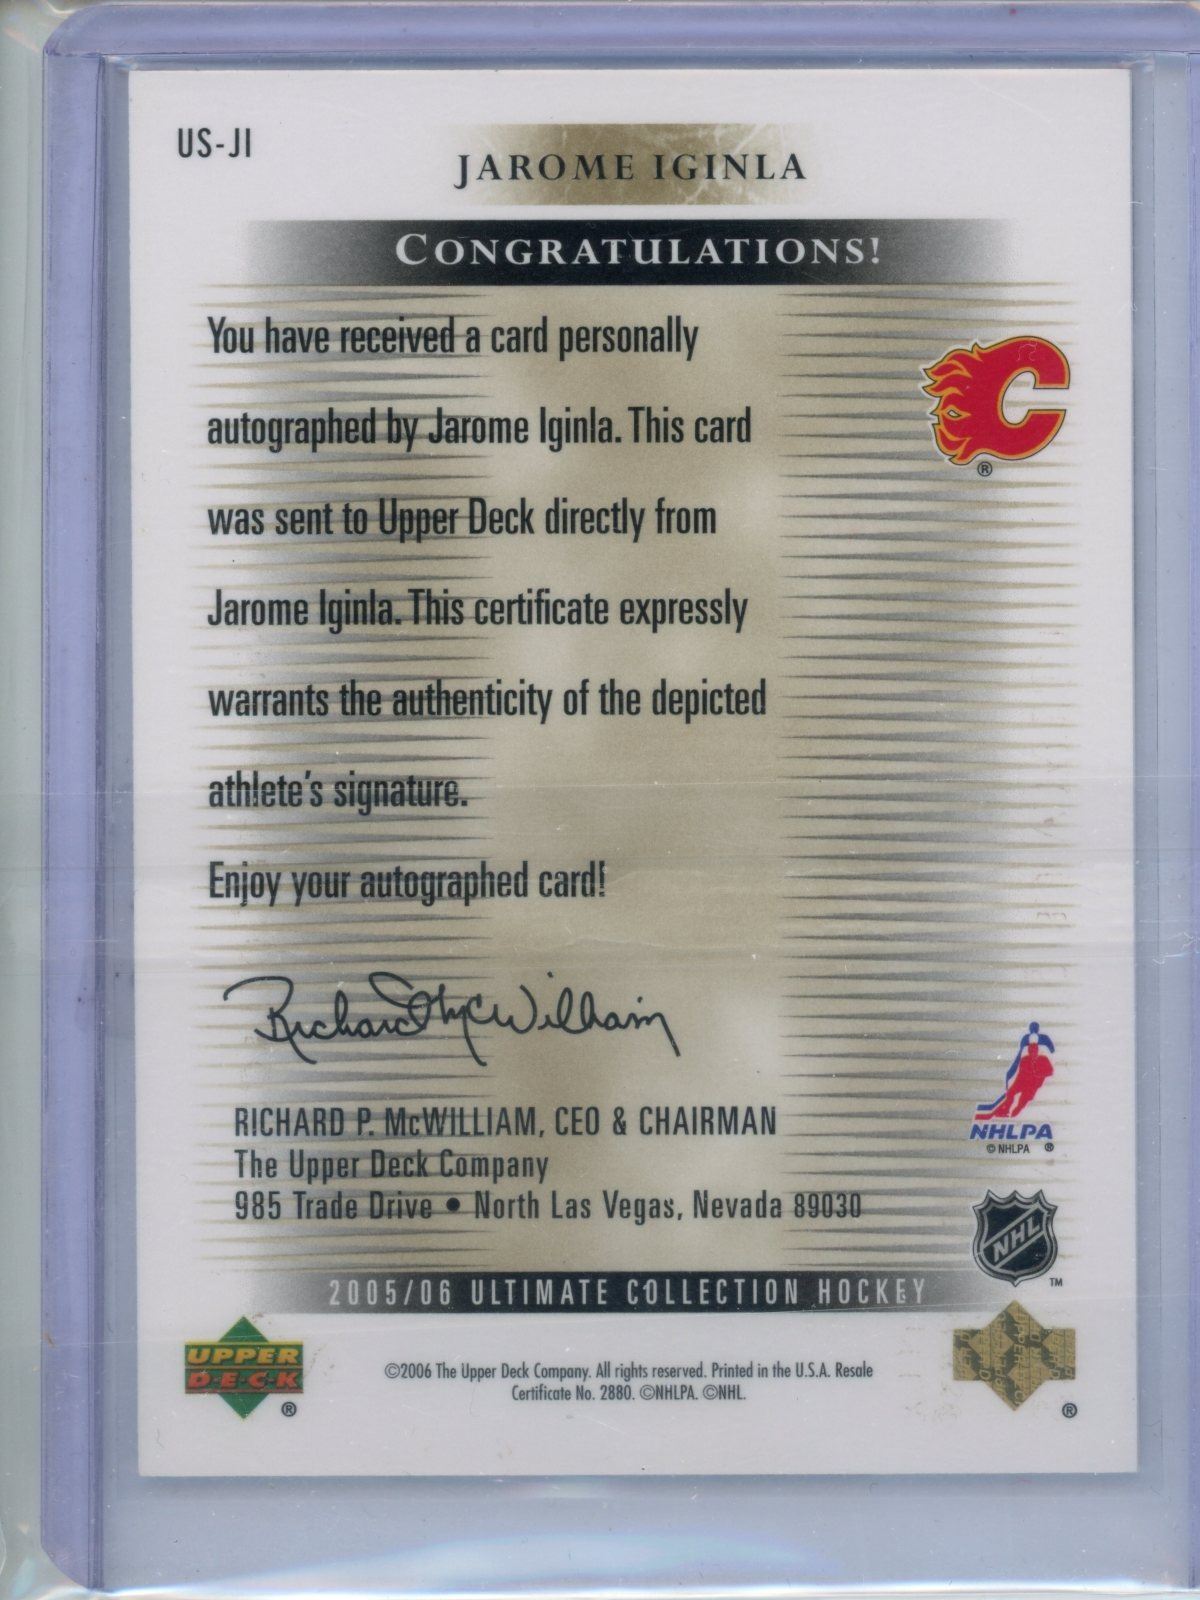 US-JI
JAROME IGINLA
CONGRATULATIONS!
You have received a card personally
autographed by Jarome Iginla. This card
was sent to Upper Deck directly from
Jarome Iginla. This certificate expressly
warrants the authenticity of the depicted
athlete's signature.
Enjoy your autographed card!
®
Richard McWilliam
RICHARD P. McWILLIAM, CEO & CHAIRMAN
The Upper Deck Company
985 Trade Drive • North Las Vegas, Nevada 89030
NHLPA
© NHLPA ®
NHL
™
2005/06 ULTIMATE COLLECTION HOCKEY
UPPER
D·E·C·K
®
©2006 The Upper Deck Company. All rights reserved. Printed in the U.S.A. Resale
Certificate No. 2880. ©NHLPA. ©NHL.
®